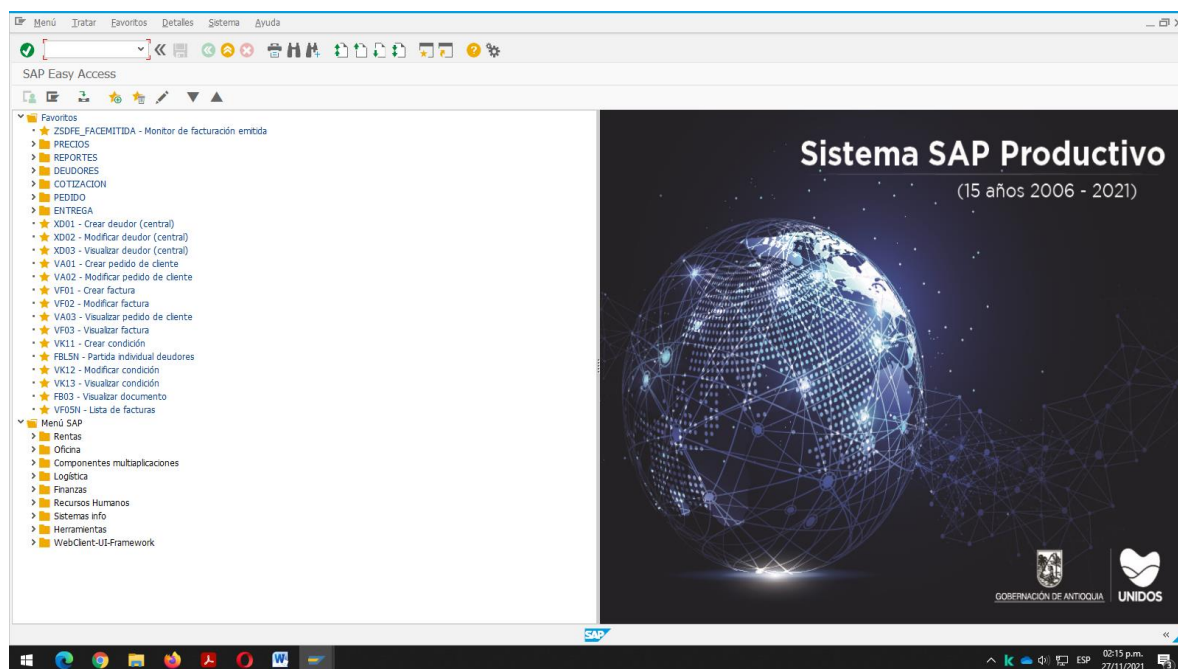 Menú Tratar Favoritos Detalles Sistema Ayuda
SAP Easy Access
Favoritos
ZSDFE_FACEMITIDA - Monitor de facturación emitida
PRECIOS
REPORTES
DEUDORES
COTIZACION
PEDIDO
ENTREGA
XD01 - Crear deudor (central)
XD02 - Modificar deudor (central)
XD03 - Visualizar deudor (central)
VA01 - Crear pedido de cliente
VA02 - Modificar pedido de cliente
VF01 - Crear factura
VF02 - Modificar factura
VA03 - Visualizar pedido de cliente
VF03 - Visualizar factura
VK11 - Crear condición
FBL5N - Partida individual deudores
VK12 - Modificar condición
VK13 - Visualizar condición
FB03 - Visualizar documento
VF05N - Lista de facturas
Menú SAP
Rentas
Oficina
Componentes multiaplicaciones
Logística
Finanzas
Recursos Humanos
Sistemas info
Herramientas
WebClient-UI-Framework
Sistema SAP Productivo
(15 años 2006 - 2021)
GOBERNACIÓN DE ANTIOQUIA
UNIDOS
SAP
ESP
02:15 p.m.
27/11/2021